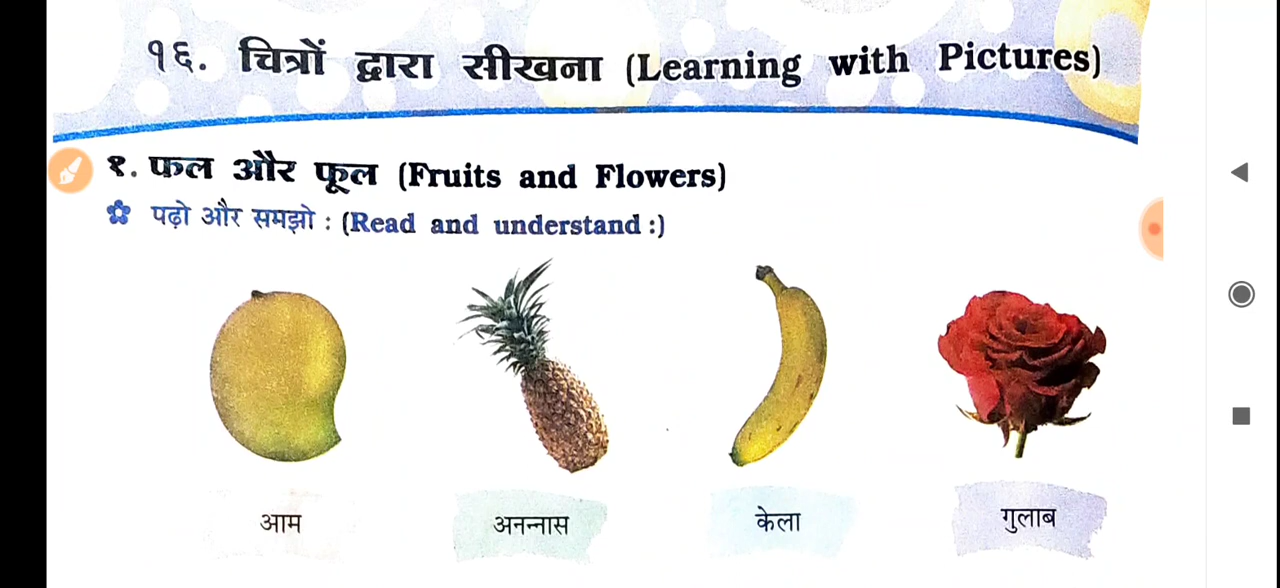 १६. चित्रों द्वारा सीखना (Learning with Pictures)
१. फल और फूल (Fruits and Flowers)
पढ़ो और समझो : (Read and understand :)
आम अनन्नास केला गुलाब